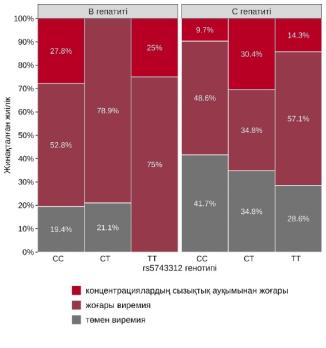 В гепатиті
С гепатиті
Жинақталған жиілік
100%
90%
80%
70%
60%
50%
40%
30%
20%
10%
0%
27.8%
52.8%
19.4%
78.9%
21.1%
25%
75%
9.7%
48.6%
41.7%
30.4%
34.8%
34.8%
14.3%
57.1%
28.6%
CC
CT
TT
CC
CT
TT
rs5743312 генотипі
концентрациялардың сызықтық ауқымынан жоғары
жоғары виремия
төмен виремия